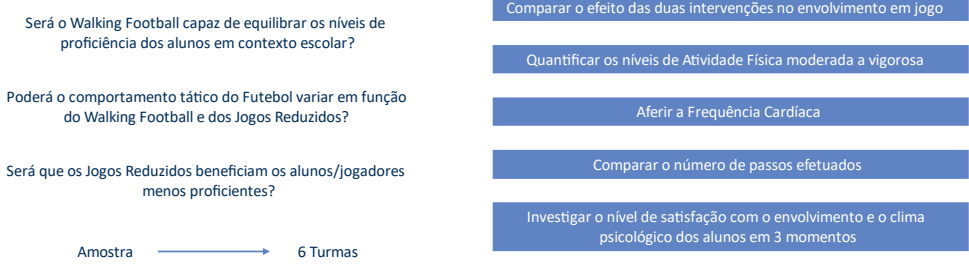 Será o Walking Football capaz de equilibrar os níveis de
proficiência dos alunos em contexto escolar?
Poderá o comportamento tático do Futebol variar em função
do Walking Football e dos Jogos Reduzidos?
Será que os Jogos Reduzidos beneficiam os alunos/jogadores
menos proficientes?
Amostra
6 Turmas
Comparar o efeito das duas intervenções no envolvimento em jogo
Quantificar os níveis de Atividade Física moderada a vigorosa
Aferir a Frequência Cardíaca
Comparar o número de passos efetuados
Investigar o nível de satisfação com o envolvimento e o clima
psicológico dos alunos em 3 momentos